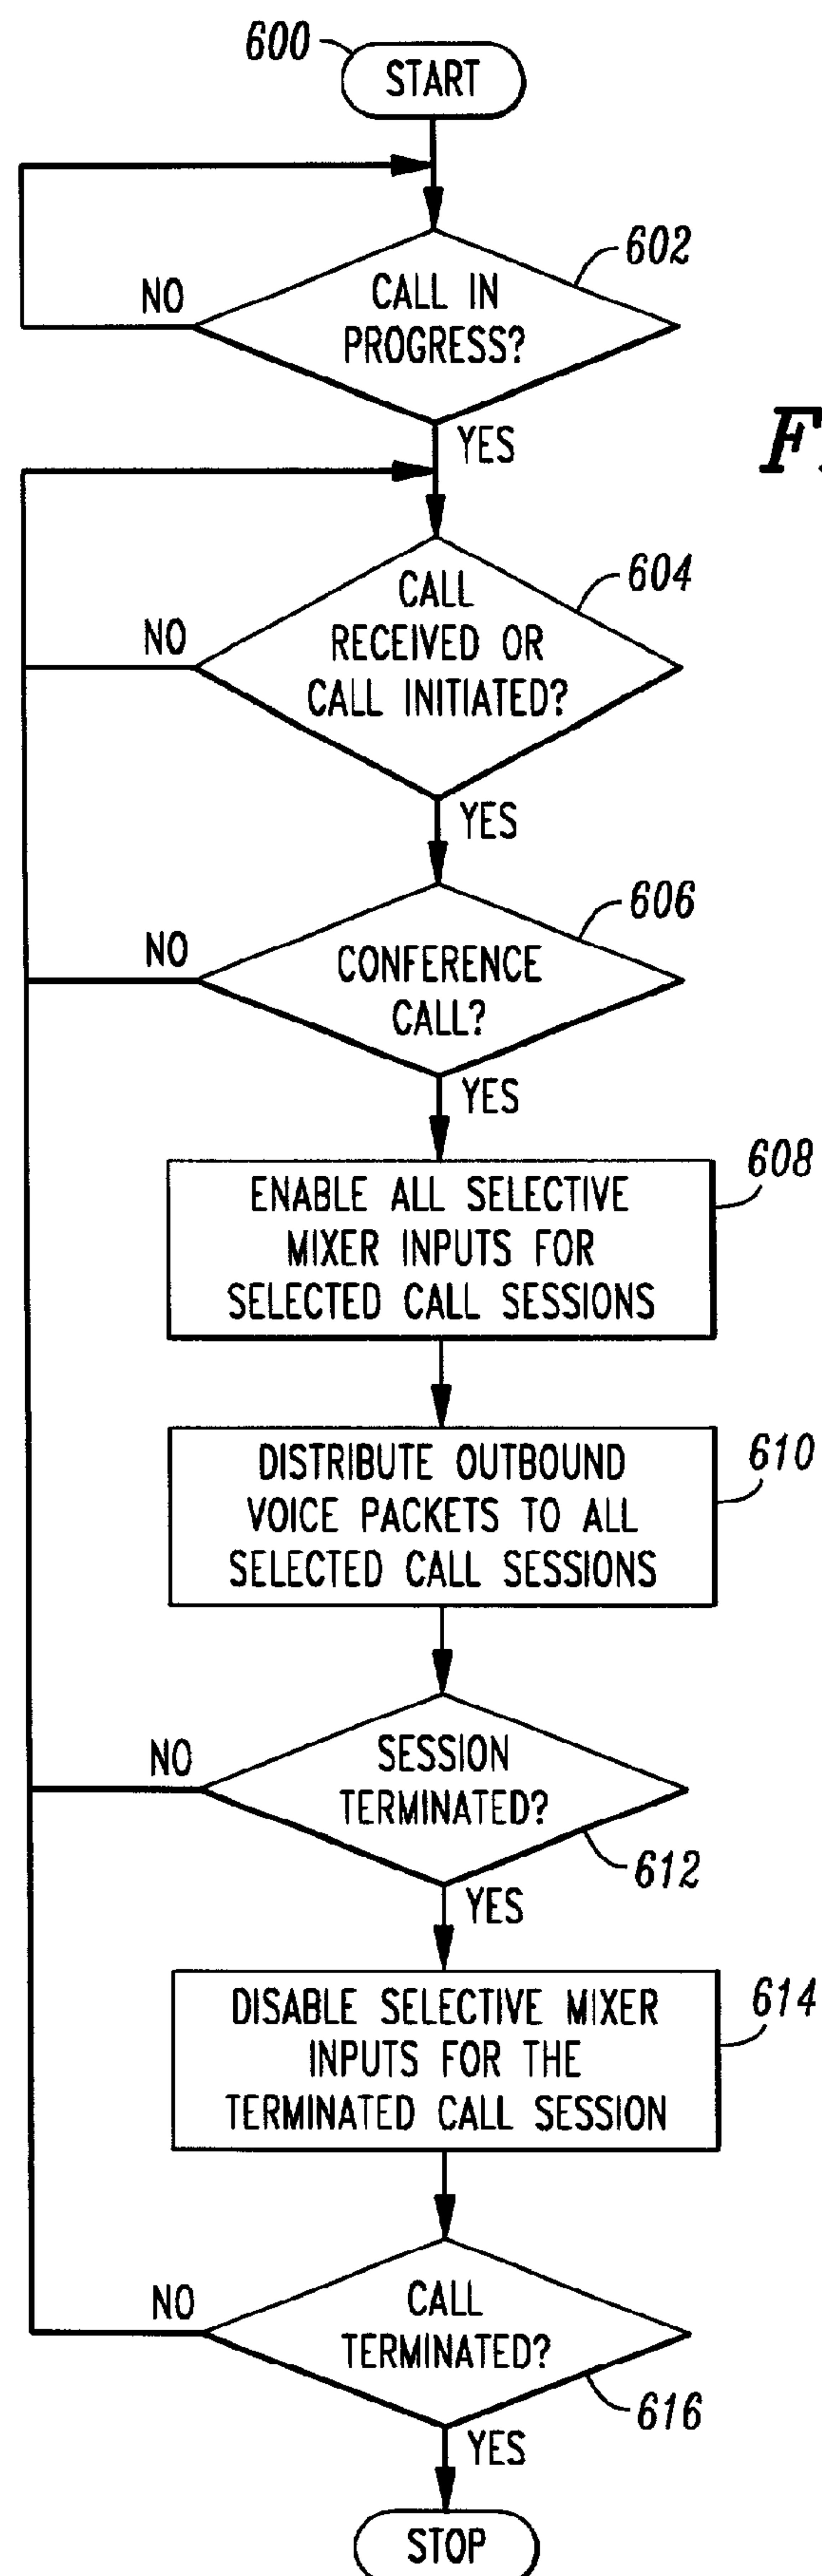 600
START
602
NO
CALL IN
PROGRESS?
YES
604
NO
CALL
RECEIVED OR
CALL INITIATED?
YES
606
NO
CONFERENCE
CALL?
YES
608
ENABLE ALL SELECTIVE
MIXER INPUTS FOR
SELECTED CALL SESSIONS
610
DISTRIBUTE OUTBOUND
VOICE PACKETS TO ALL
SELECTED CALL SESSIONS
NO
SESSION
TERMINATED?
612
YES
614
DISABLE SELECTIVE MIXER
INPUTS FOR THE
TERMINATED CALL SESSION
NO
CALL
TERMINATED?
616
YES
STOP